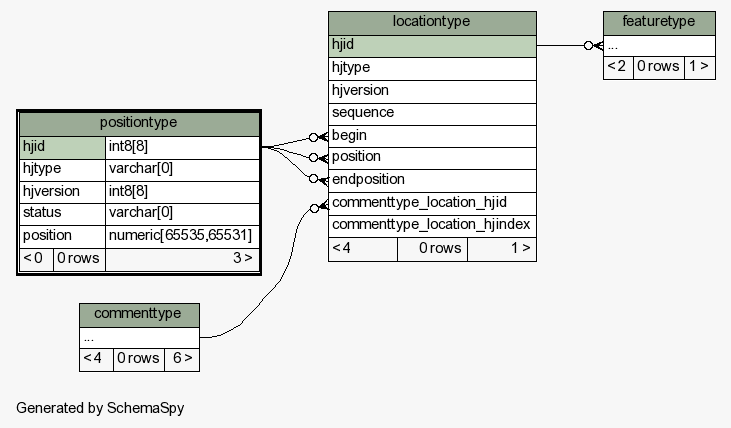 locationtype
hjid
hjtype
hjversion
sequence
begin
position
endposition
commenttype_location_hjid
commenttype_location_hjindex
< 4 0 rows 1 >
featuretype
...
< 2 0 rows 1 >
positiontype
hjid int8[8]
hjtype varchar[0]
hjversion int8[8]
status varchar[0]
position numeric[65535,65531]
< 0 0 rows 3 >
commenttype
...
< 4 0 rows 6 >
Generated by SchemaSpy